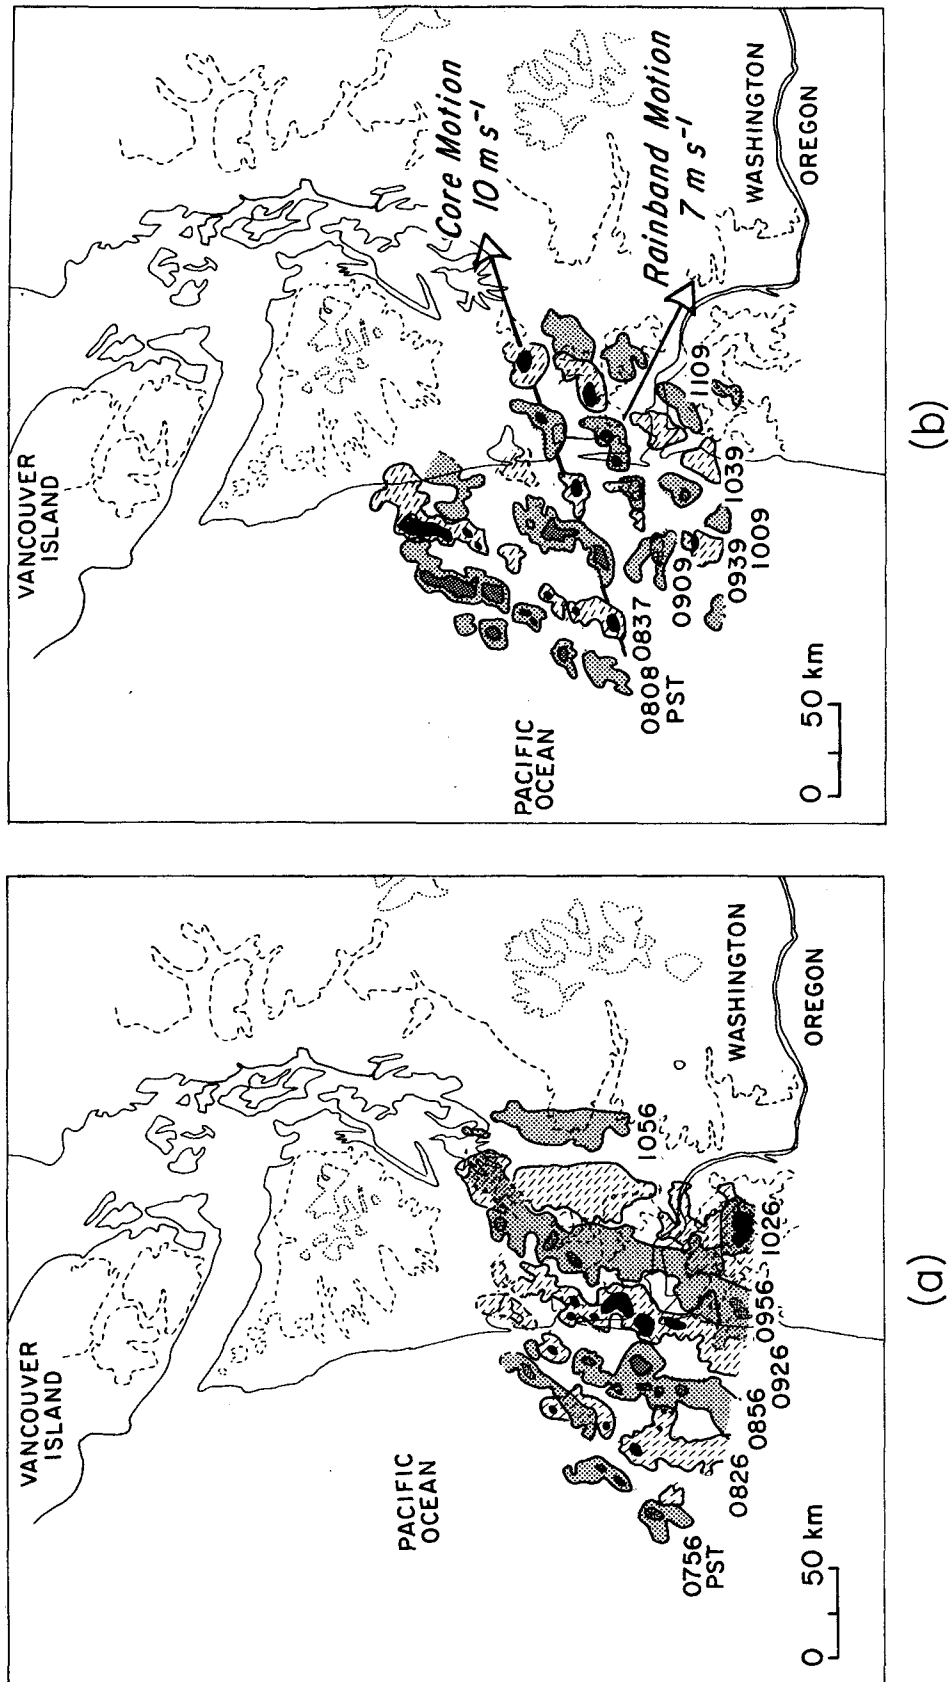 VANCOUVER
ISLAND
PACIFIC
OCEAN
0756
PST
0826
0856
0926
0956
1026
1056
WASHINGTON
OREGON
0 50 km
(a)
VANCOUVER
ISLAND
PACIFIC
OCEAN
Core Motion
10 m s⁻¹
Rainband Motion
7 m s⁻¹
0808
PST
0837
0909
0939
1009
1039
1109
WASHINGTON
OREGON
0 50 km
(b)